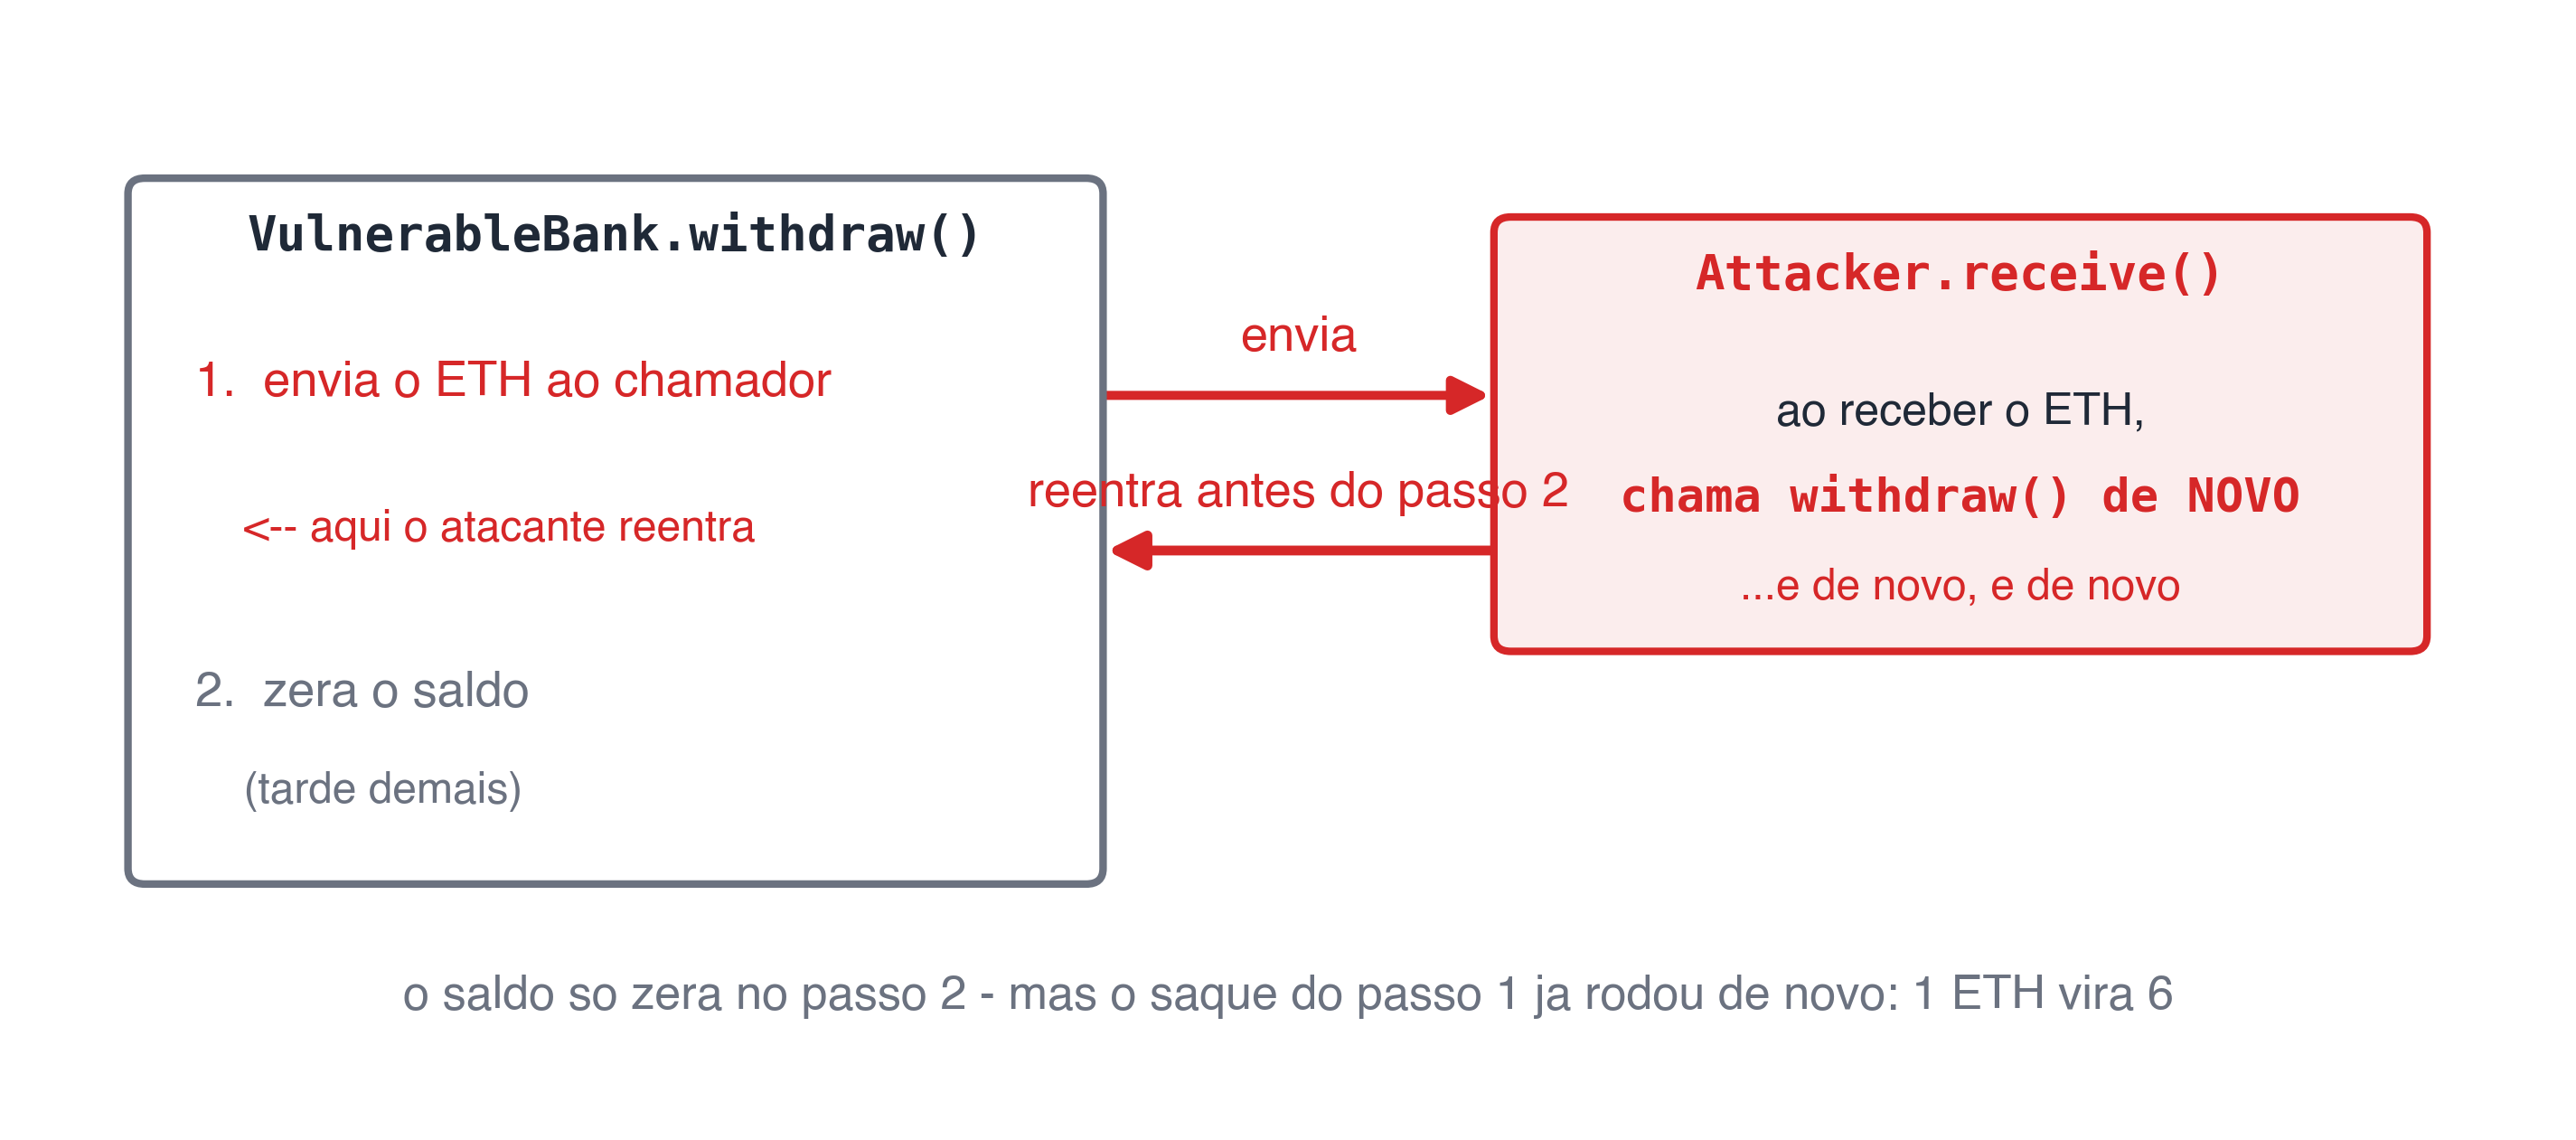 VulnerableBank.withdraw()
1. envia o ETH ao chamador
<-- aqui o atacante reentra
2. zera o saldo
(tarde demais)
envia
reentra antes do passo 2
Attacker.receive()
ao receber o ETH,
chama withdraw() de NOVO
...e de novo, e de novo
o saldo so zera no passo 2 - mas o saque do passo 1 ja rodou de novo: 1 ETH vira 6